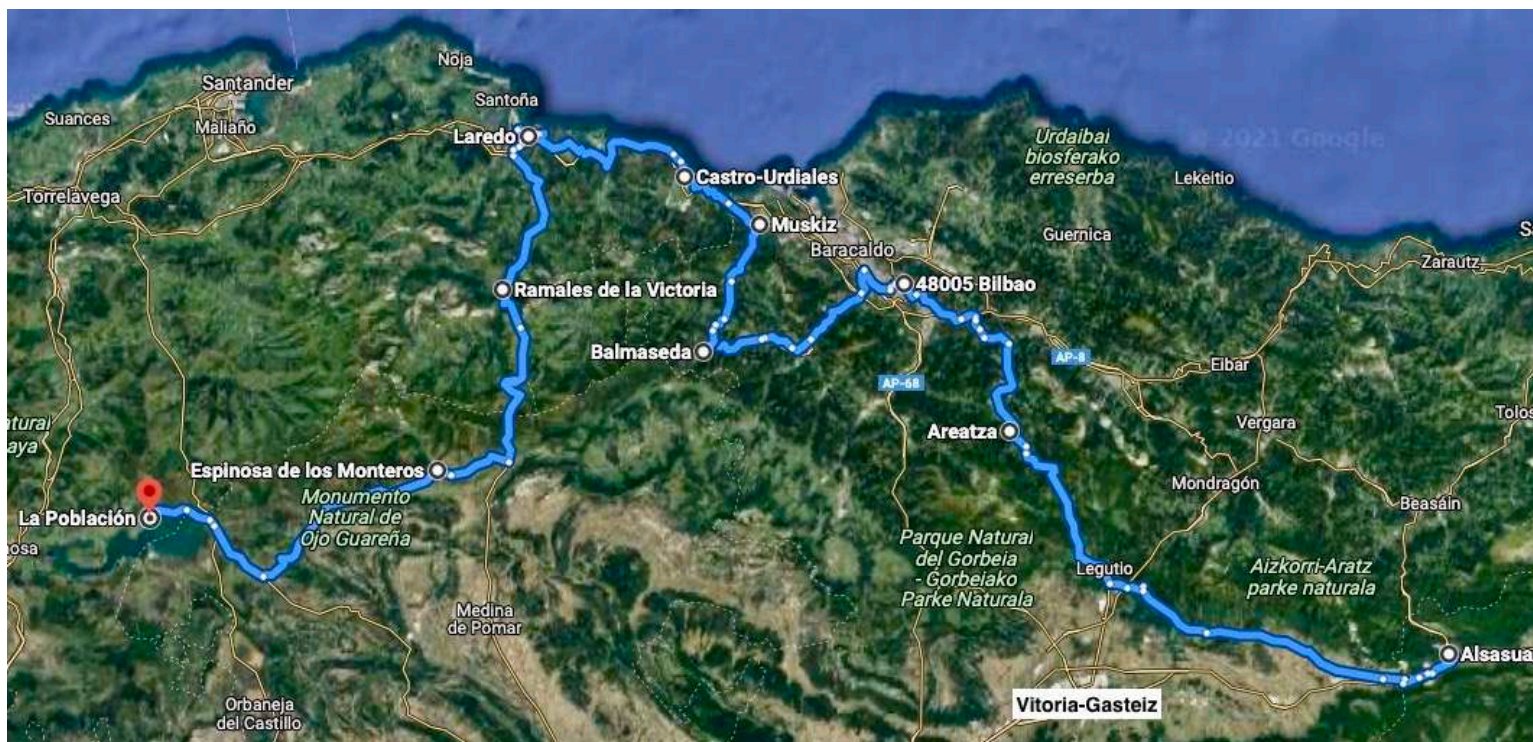 Noja
Santander
Santoña
Suances
Maliaño
Laredo
Urdaibai
biosferako
erreserba
2021 Google
Lekeitio
Castro-Urdiales
Torrelavega
Muskiz
Guernica
Baracaldo
Zarautz
48005 Bilbao
Ramales de la Victoria
Balmaseda
AP-8
Eibar
AP-68
Tolos
atural
aya
Areatza
Vergara
Espinosa de los Monteros
Mondragón
Monumento
Natural de
Ojo Guareña
Beasáin
La Población
osa
Parque Natural
del Gorbeia
- Gorbeiako
Parke Naturala
Legutio
Aizkorri-Aratz
parke naturala
Medina
de Pomar
Alsasua
Orbaneja
del Castillo
Vitoria-Gasteiz